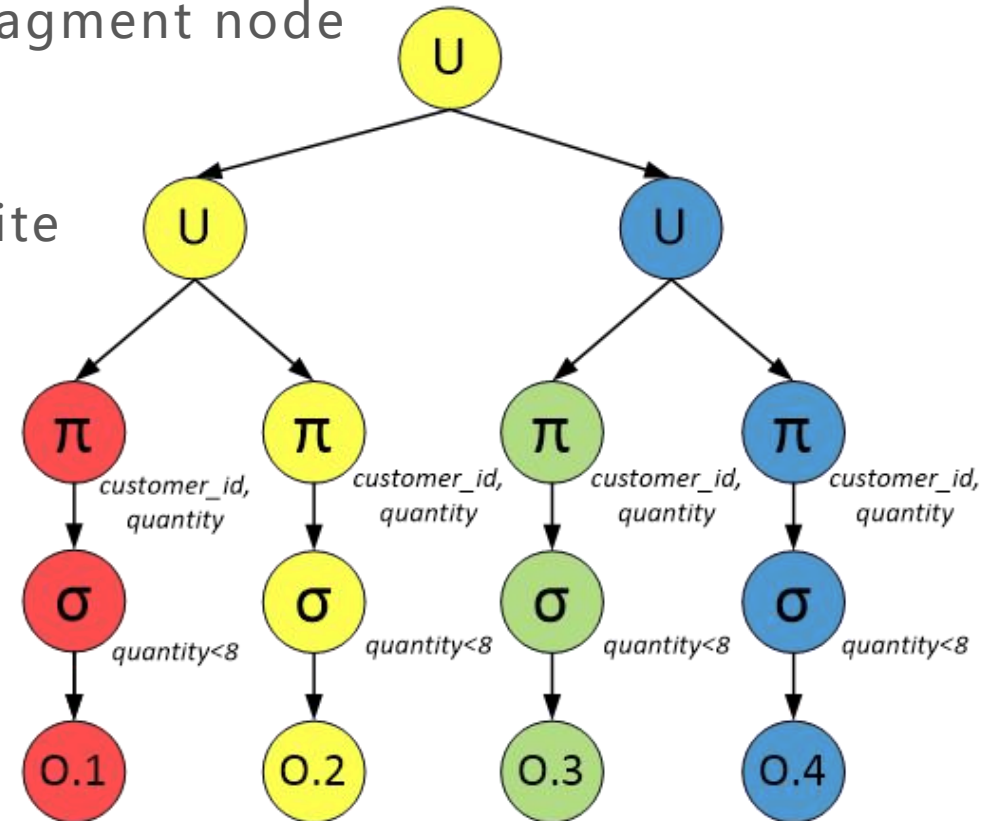 agment node
U
ite
U
U
π
π
π
π
customer_id,
quantity
customer_id,
quantity
customer_id,
quantity
customer_id,
quantity
σ
σ
σ
σ
quantity<8
quantity<8
quantity<8
quantity<8
O.1
O.2
O.3
O.4